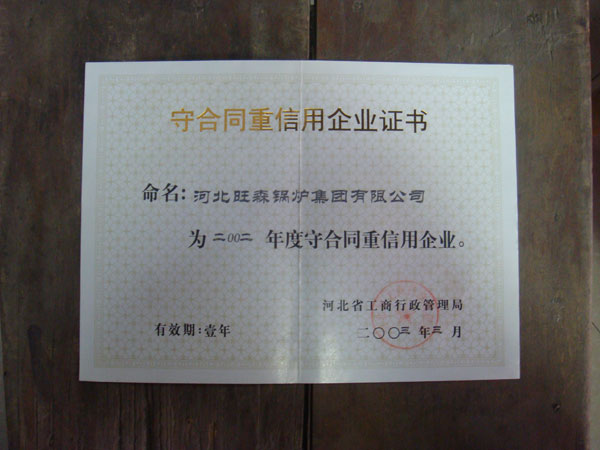 守合同重信用企业证书
命名：河北旺森锅炉集团有限公司
为二00二 年度守合同重信用企业。
河北省工商行政管理局
有效期：壹年
二〇〇三 年三 月